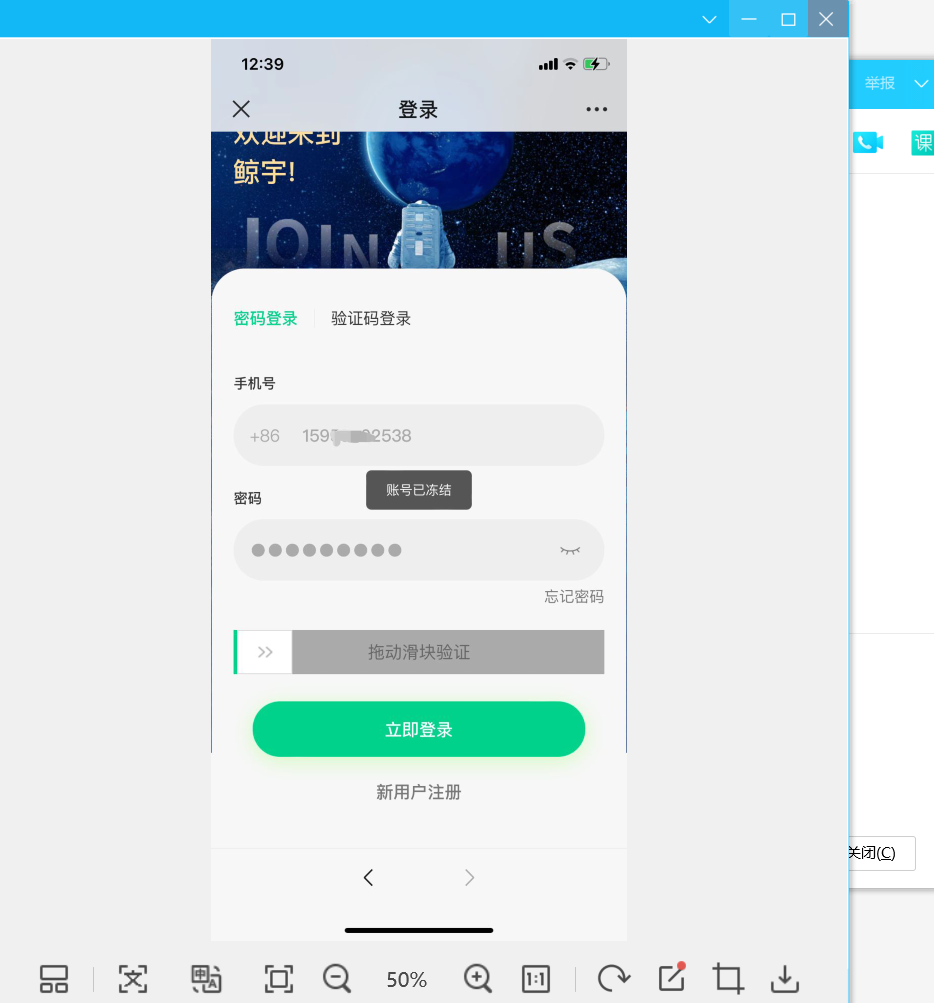 12:39
登录
欢迎来到
鲸宇!
JOIN US
密码登录
验证码登录
手机号
+86
02538
账号已冻结
密码
忘记密码
拖动滑块验证
立即登录
新用户注册
举报
课
关闭(C)
50%
1:1